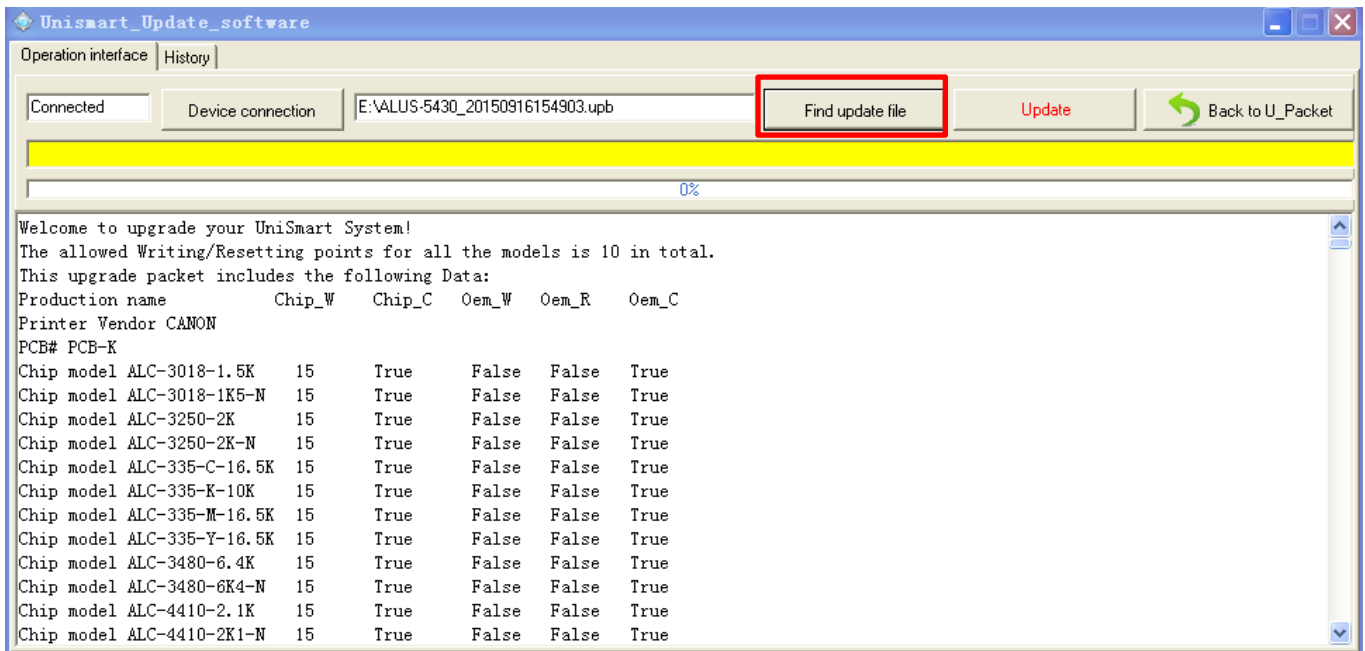 Unismart_Update_software
Operation interface History
Connected Device connection E:\ALUS-5430_20150916154903.upb Find update file Update Back to U_Packet
0%
Welcome to upgrade your UniSmart System!
The allowed Writing/Resetting points for all the models is 10 in total.
This upgrade packet includes the following Data:
Production name Chip_W Chip_C Oem_W Oem_R Oem_C
Printer Vendor CANON
PCB# PCB-K
Chip model ALC-3018-1.5K 15 True False False True
Chip model ALC-3018-1K5-N 15 True False False True
Chip model ALC-3250-2K 15 True False False True
Chip model ALC-3250-2K-N 15 True False False True
Chip model ALC-335-C-16.5K 15 True False False True
Chip model ALC-335-K-10K 15 True False False True
Chip model ALC-335-M-16.5K 15 True False False True
Chip model ALC-335-Y-16.5K 15 True False False True
Chip model ALC-3480-6.4K 15 True False False True
Chip model ALC-3480-6K4-N 15 True False False True
Chip model ALC-4410-2.1K 15 True False False True
Chip model ALC-4410-2K1-N 15 True False False True